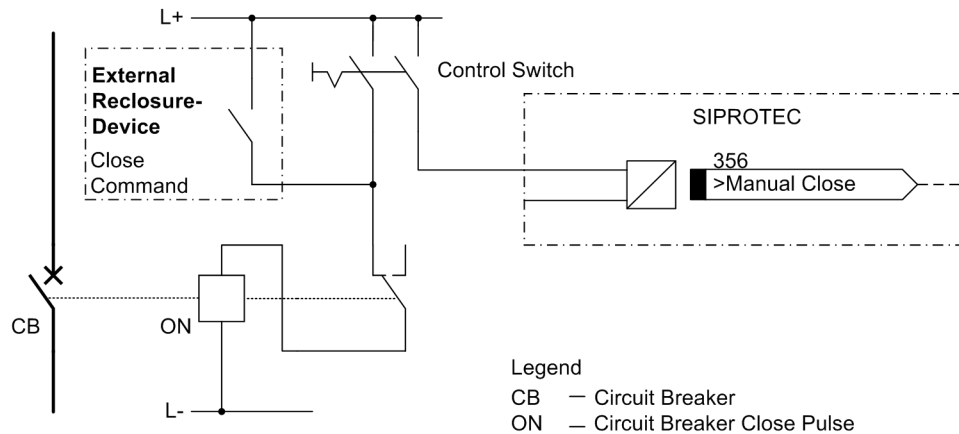 L+
External
Reclosure-
Device
Close
Command
Control Switch
SIPROTEC
356
>Manual Close
CB
ON
L-
Legend
CB – Circuit Breaker
ON – Circuit Breaker Close Pulse